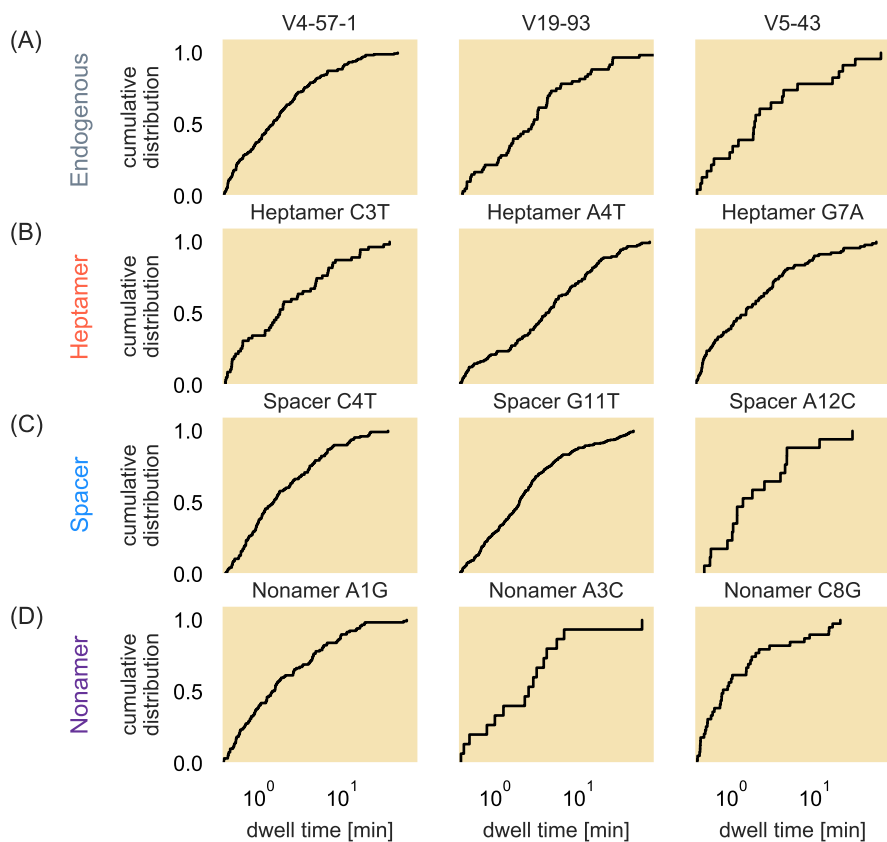 (A)
Endogenous
cumulative
distribution
V4-57-1
V19-93
V5-43
1.0
0.5
0.0
(B)
Heptamer
cumulative
distribution
Heptamer C3T
Heptamer A4T
Heptamer G7A
1.0
0.5
0.0
(C)
Spacer
cumulative
distribution
Spacer C4T
Spacer G11T
Spacer A12C
1.0
0.5
0.0
(D)
Nonamer
cumulative
distribution
Nonamer A1G
Nonamer A3C
Nonamer C8G
1.0
0.5
0.0
10⁰ 10¹ 10⁰ 10¹ 10⁰ 10¹
dwell time [min] dwell time [min] dwell time [min]